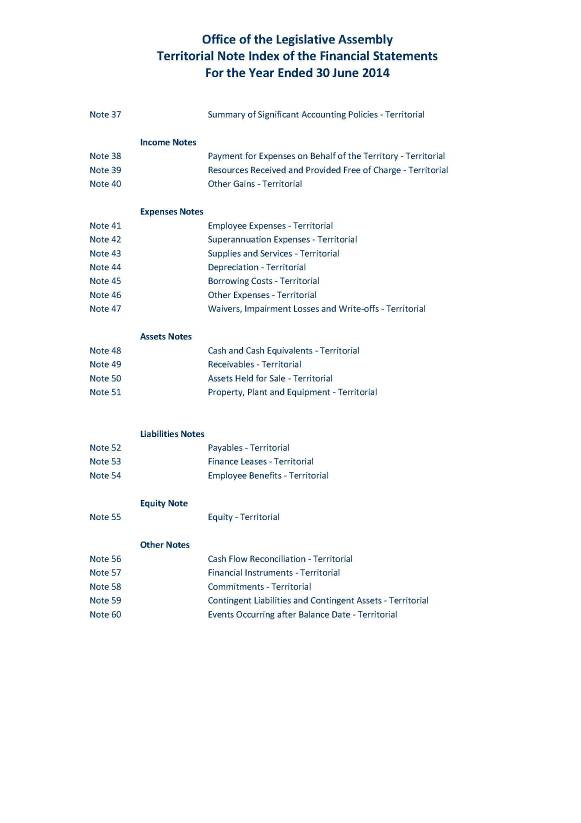 Office of the Legislative Assembly
Territorial Note Index of the Financial Statements
For the Year Ended 30 June 2014
Note 37 Summary of Significant Accounting Policies - Territorial
Income Notes
Note 38 Payment for Expenses on Behalf of the Territory - Territorial
Note 39 Resources Received and Provided Free of Charge - Territorial
Note 40 Other Gains - Territorial
Expenses Notes
Note 41 Employee Expenses - Territorial
Note 42 Superannuation Expenses - Territorial
Note 43 Supplies and Services - Territorial
Note 44 Depreciation - Territorial
Note 45 Borrowing Costs - Territorial
Note 46 Other Expenses - Territorial
Note 47 Waivers, Impairment Losses and Write-offs - Territorial
Assets Notes
Note 48 Cash and Cash Equivalents - Territorial
Note 49 Receivables - Territorial
Note 50 Assets Held for Sale - Territorial
Note 51 Property, Plant and Equipment - Territorial
Liabilities Notes
Note 52 Payables - Territorial
Note 53 Finance Leases - Territorial
Note 54 Employee Benefits - Territorial
Equity Note
Note 55 Equity - Territorial
Other Notes
Note 56 Cash Flow Reconciliation - Territorial
Note 57 Financial Instruments - Territorial
Note 58 Commitments - Territorial
Note 59 Contingent Liabilities and Contingent Assets - Territorial
Note 60 Events Occurring after Balance Date - Territorial